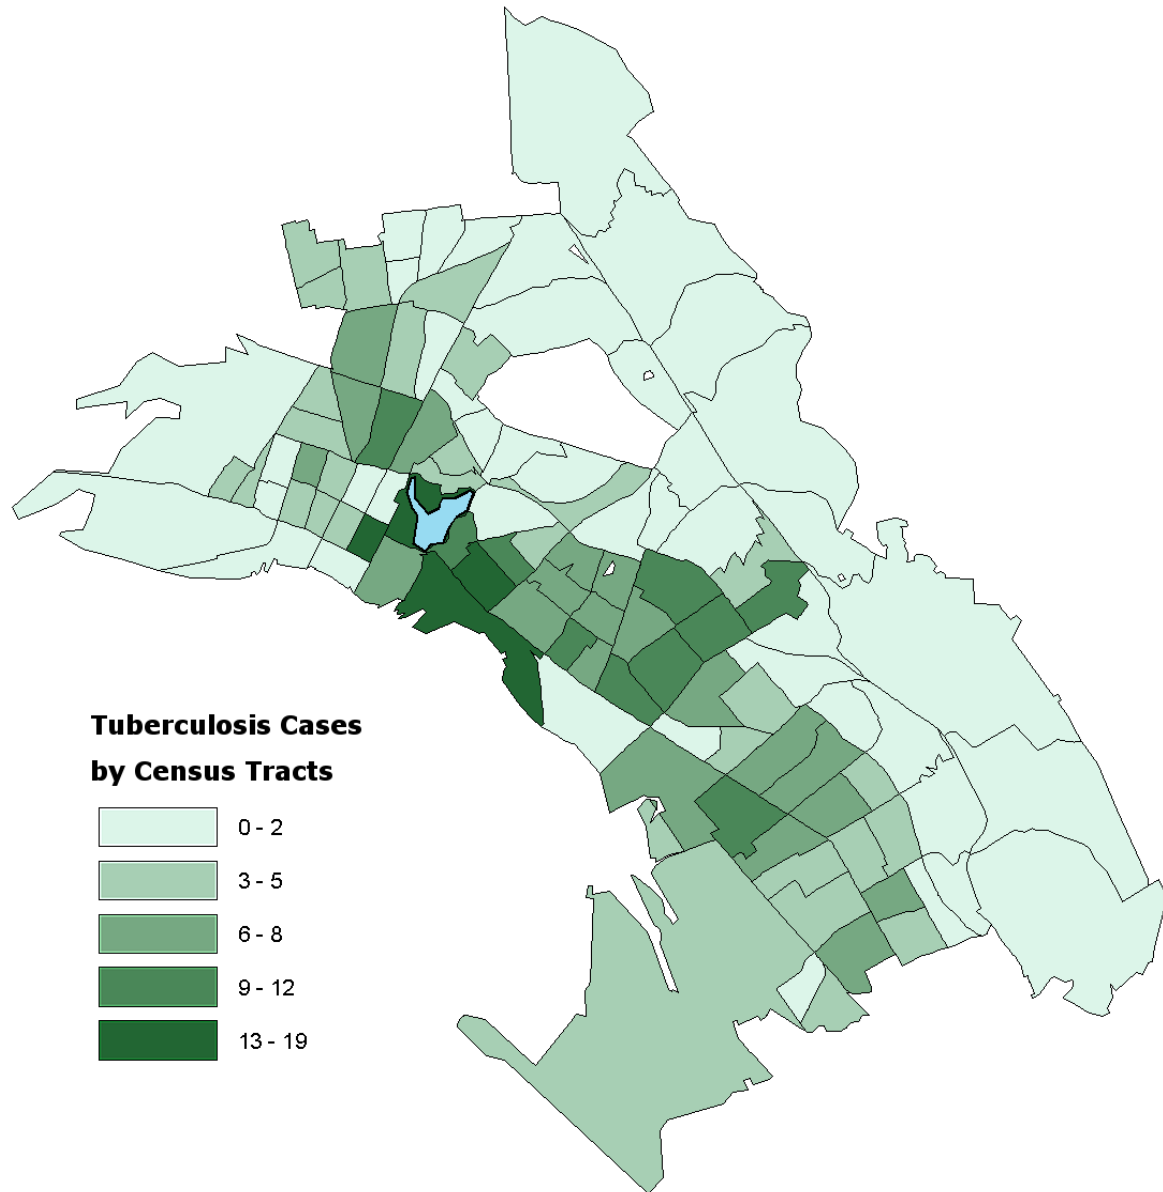 Tuberculosis Cases
by Census Tracts
0 - 2
3 - 5
6 - 8
9 - 12
13 - 19